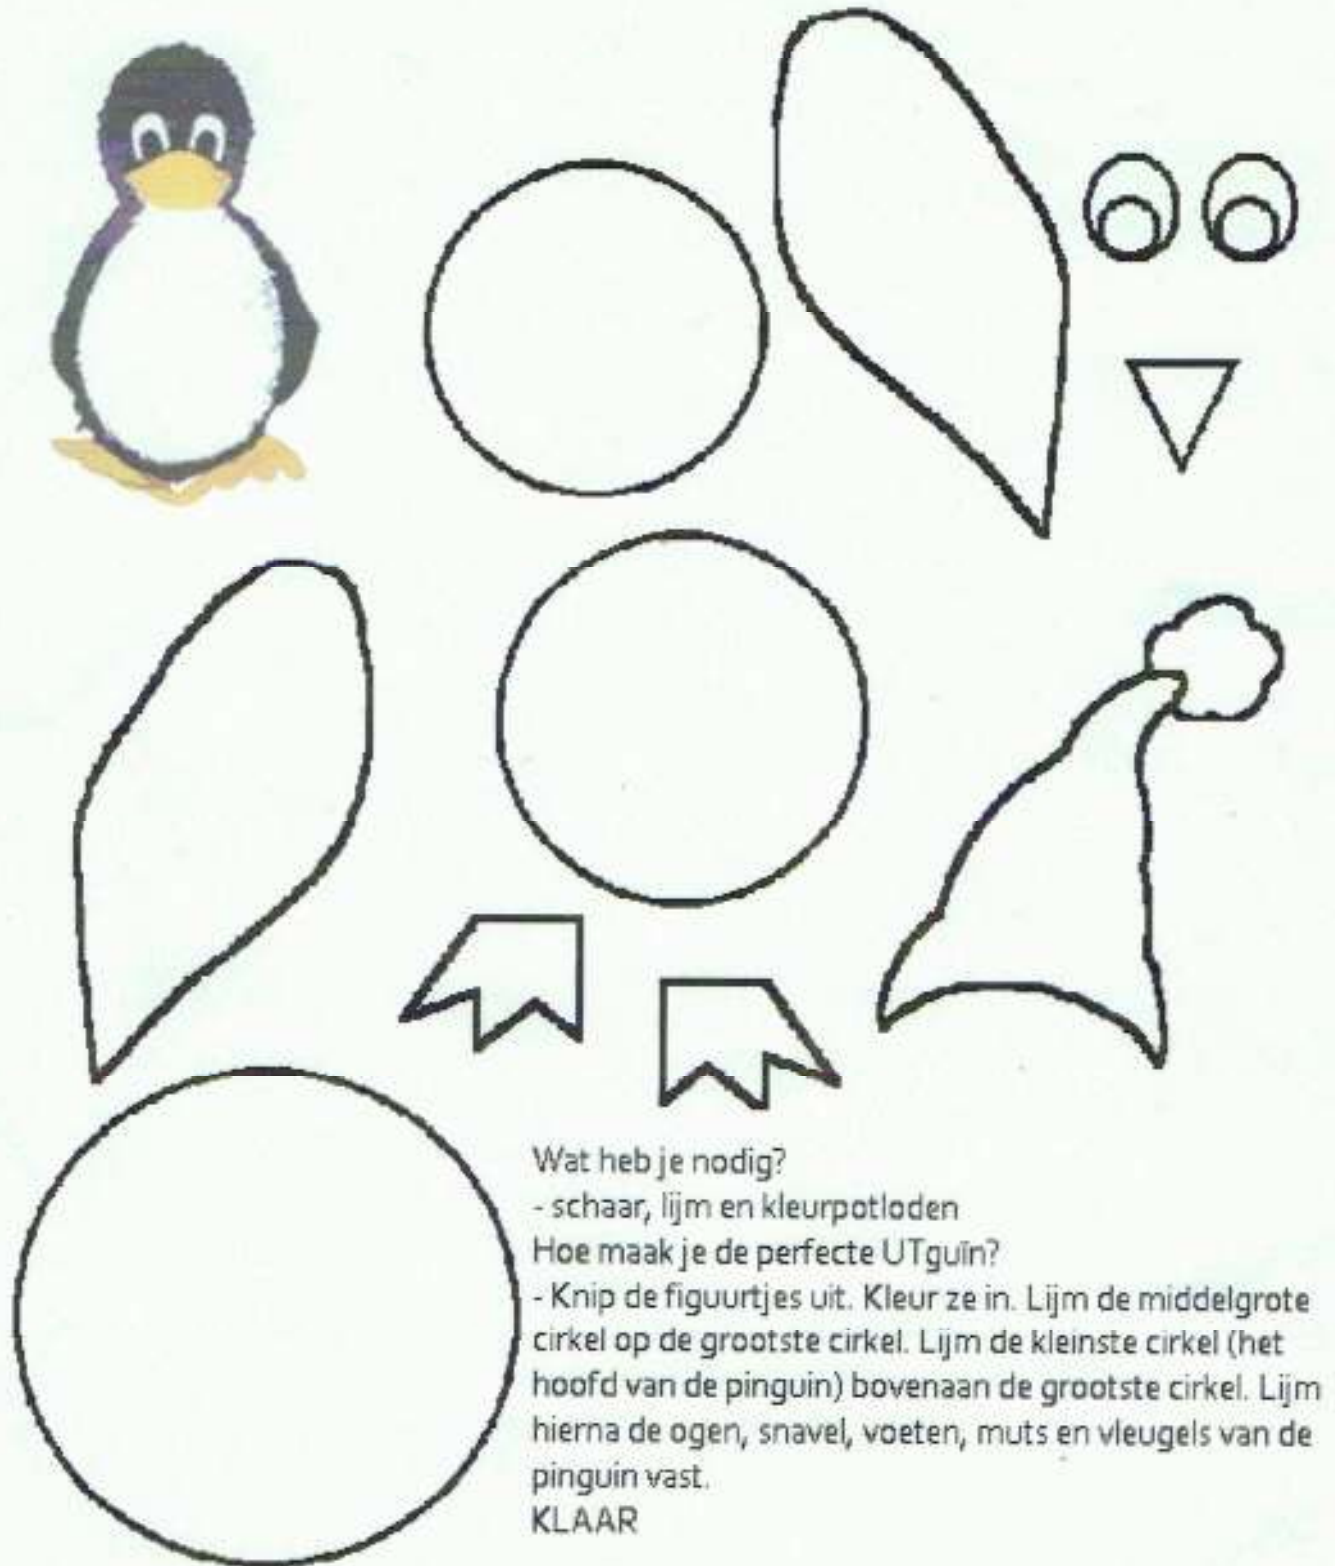 Wat heb je nodig?
- schaar, lijm en kleurpotloden
Hoe maak je de perfecte UTguïn?
- Knip de figuurtjes uit. Kleur ze in. Lijm de middelgrote
cirkel op de grootste cirkel. Lijm de kleinste cirkel (het
hoofd van de pinguin) bovenaan de grootste cirkel. Lijm
hierna de ogen, snavel, voeten, muts en vleugels van de
pinguin vast.
KLAAR